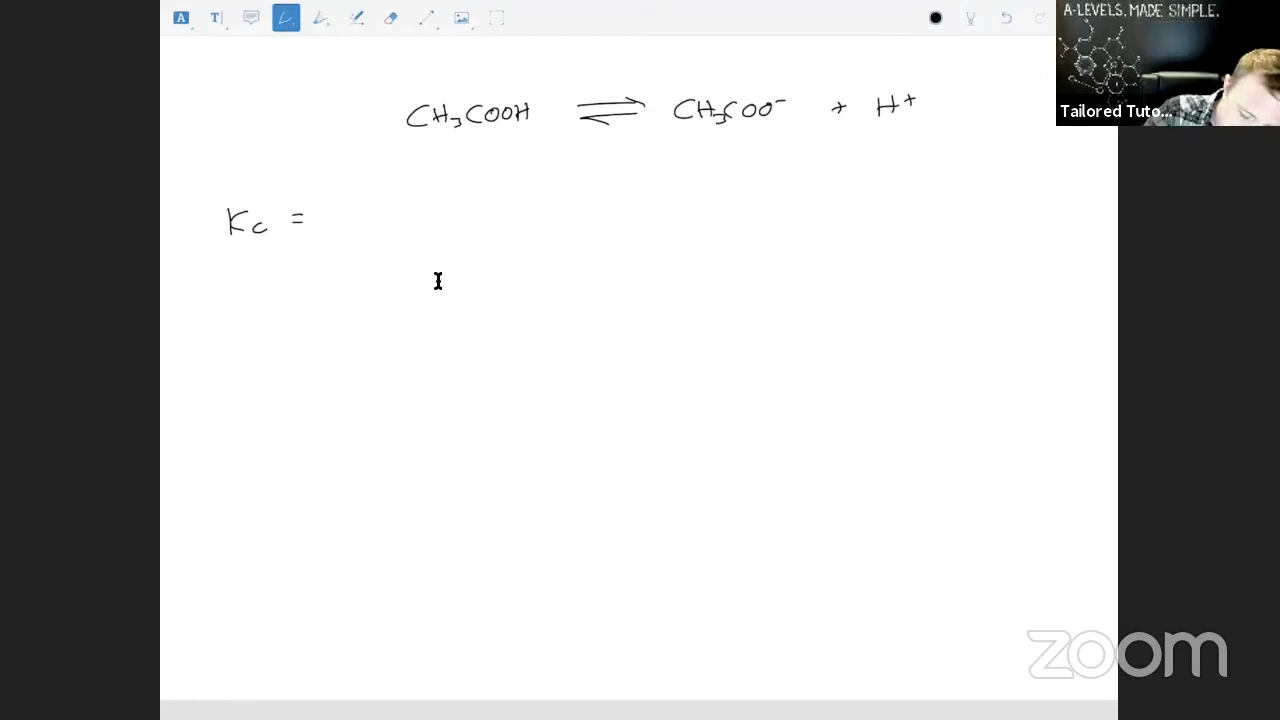 A-LEVELS, MADE SIMPLE.
Tailored Tuto...
CH₃COOH ⇌ CH₃COO⁻ + H⁺
Kc =
zoom